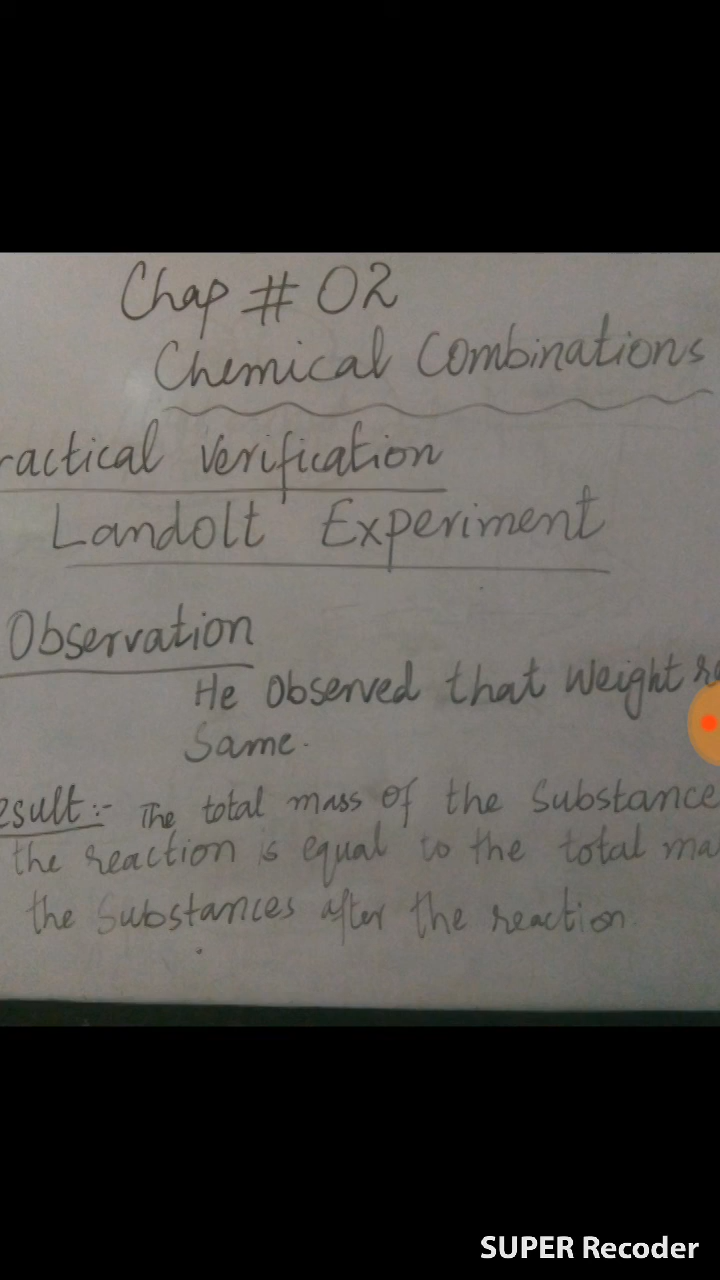 Chap # 02
Chemical Combinations
ractical Verification
Landolt Experiment
Observation
He Observed that Weight re
Same.
esult:- The total mass of the Substance
the reaction is equal to the total ma
the Substances after the reaction.
SUPER Recoder